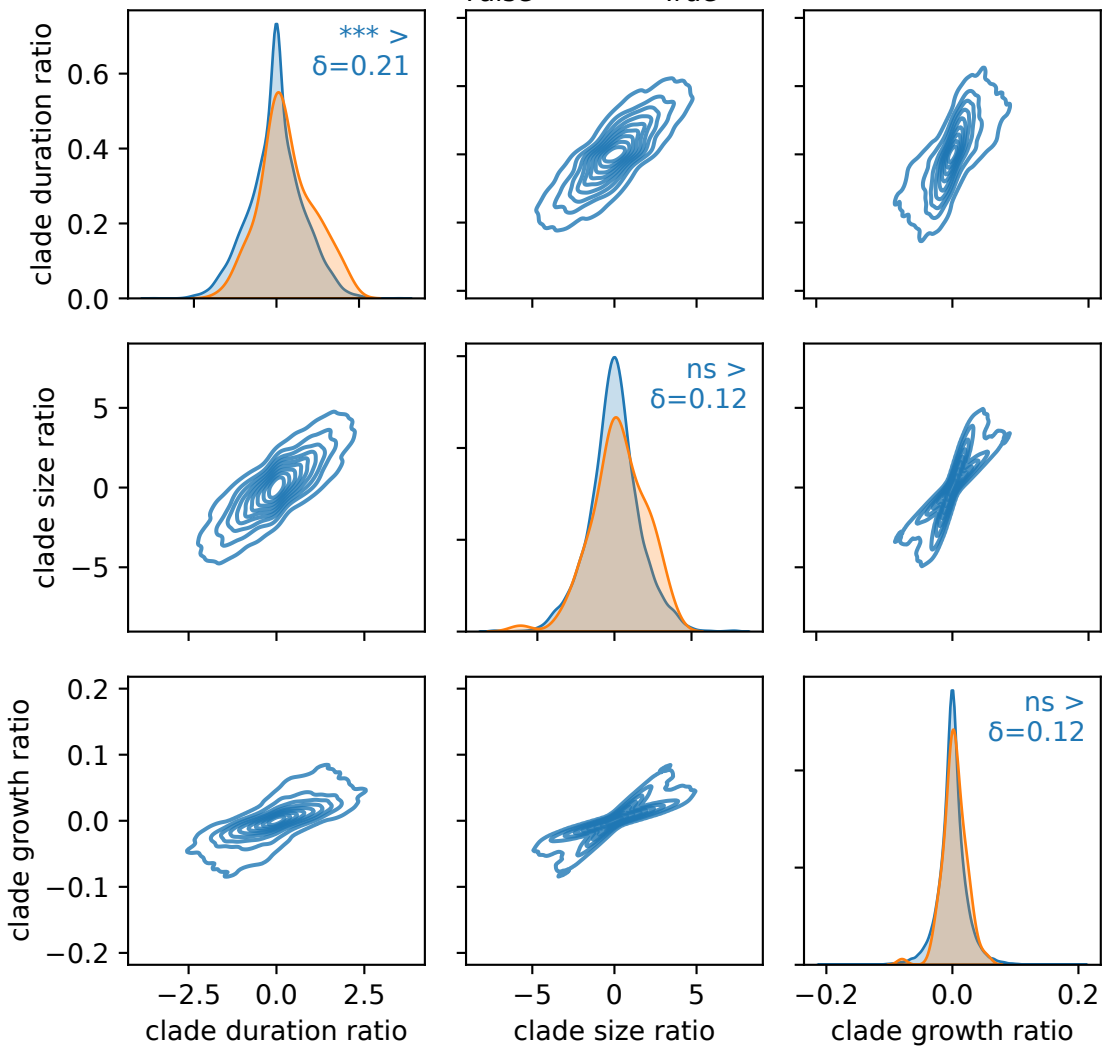 *** >
δ=0.21
clade duration ratio
0.6
0.4
0.2
0.0
ns >
δ=0.12
clade size ratio
5
0
−5
ns >
δ=0.12
clade growth ratio
0.2
0.1
0.0
−0.1
−0.2
−2.5 0.0 2.5
−5 0 5
−0.2 0.0 0.2
clade duration ratio
clade size ratio
clade growth ratio